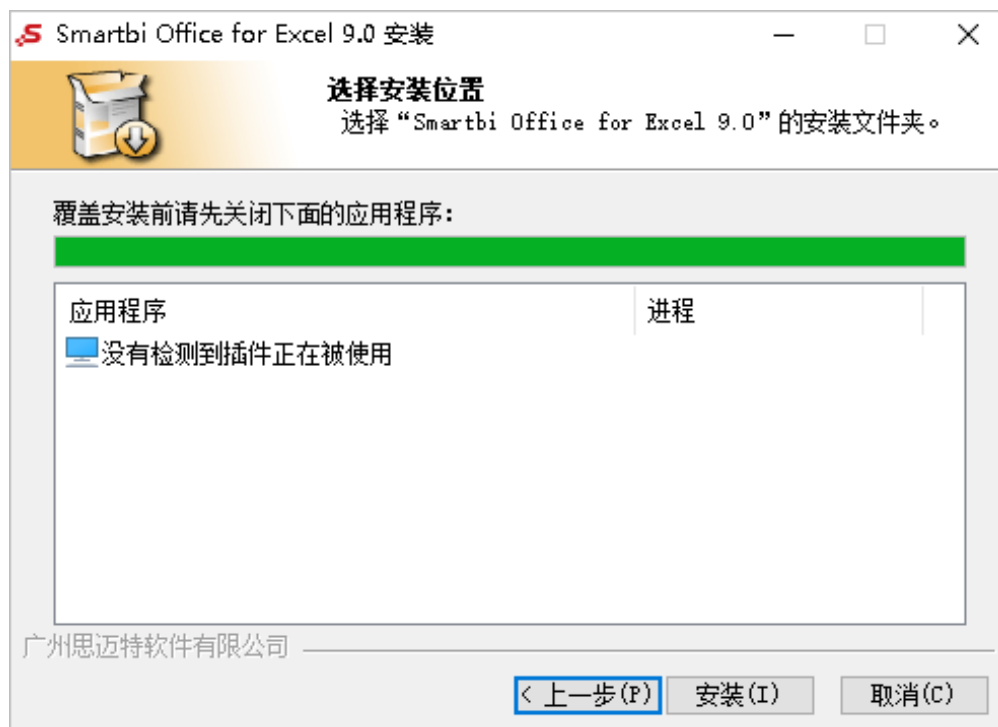 Smartbi Office for Excel 9.0 安装
选择安装位置
选择“Smartbi Office for Excel 9.0”的安装文件夹。
覆盖安装前请先关闭下面的应用程序:
应用程序 进程
没有检测到插件正在被使用
广州思迈特软件有限公司
< 上一步(P) 安装(I) 取消(C)